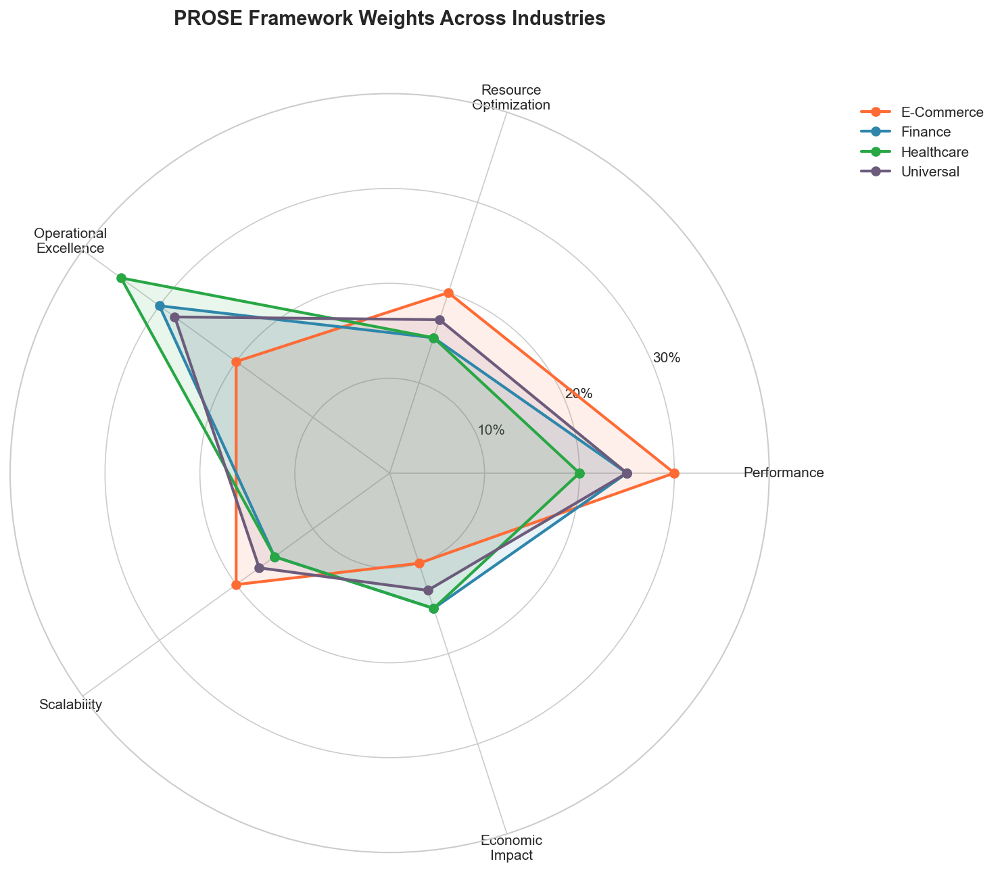 PROSE Framework Weights Across Industries
Resource
Optimization
E-Commerce
Finance
Healthcare
Universal
Operational
Excellence
30%
20%
10%
Performance
Scalability
Economic
Impact